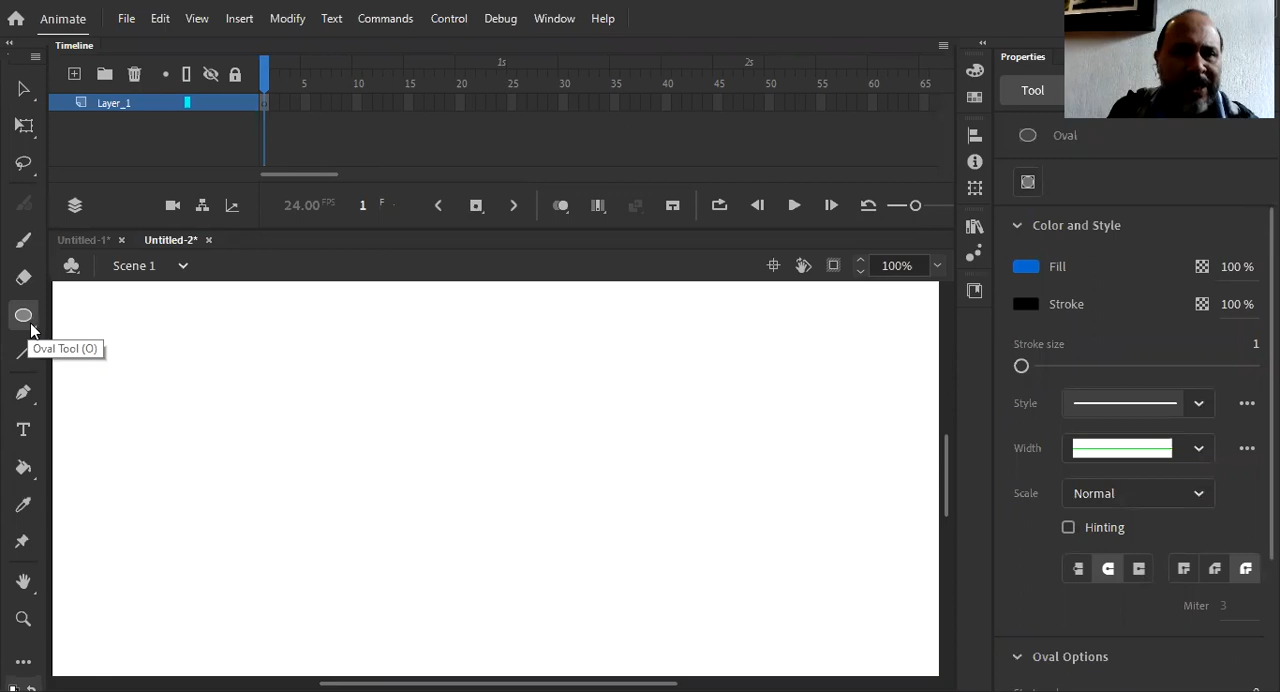 Animate File Edit View Insert Modify Text Commands Control Debug Window Help
Timeline
1s 2s
5 10 15 20 25 30 35 40 45 50 55 60 65
Layer_1
24.00 FPS 1 F
Untitled-1* Untitled-2*
Scene 1 100%
Oval Tool (O)
Properties
Tool
Oval
Color and Style
Fill 100 %
Stroke 100 %
Stroke size 1
Style
Width
Scale Normal
Hinting
Miter 3
Oval Options